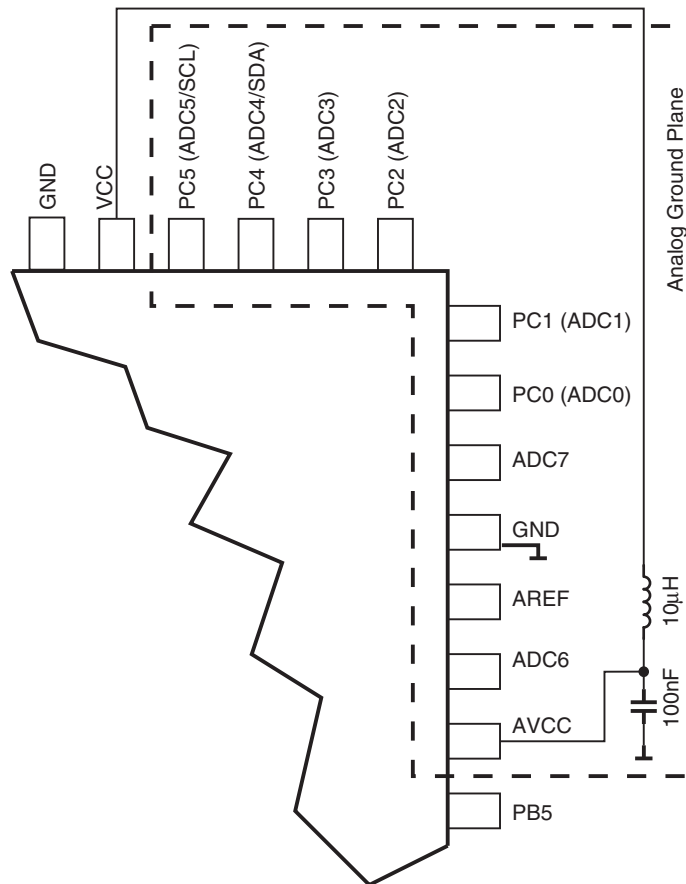 GND
VCC
PC5 (ADC5/SCL)
PC4 (ADC4/SDA)
PC3 (ADC3)
PC2 (ADC2)
Analog Ground Plane
PC1 (ADC1)
PC0 (ADC0)
ADC7
GND
AREF
ADC6
AVCC
PB5
10μH
100nF